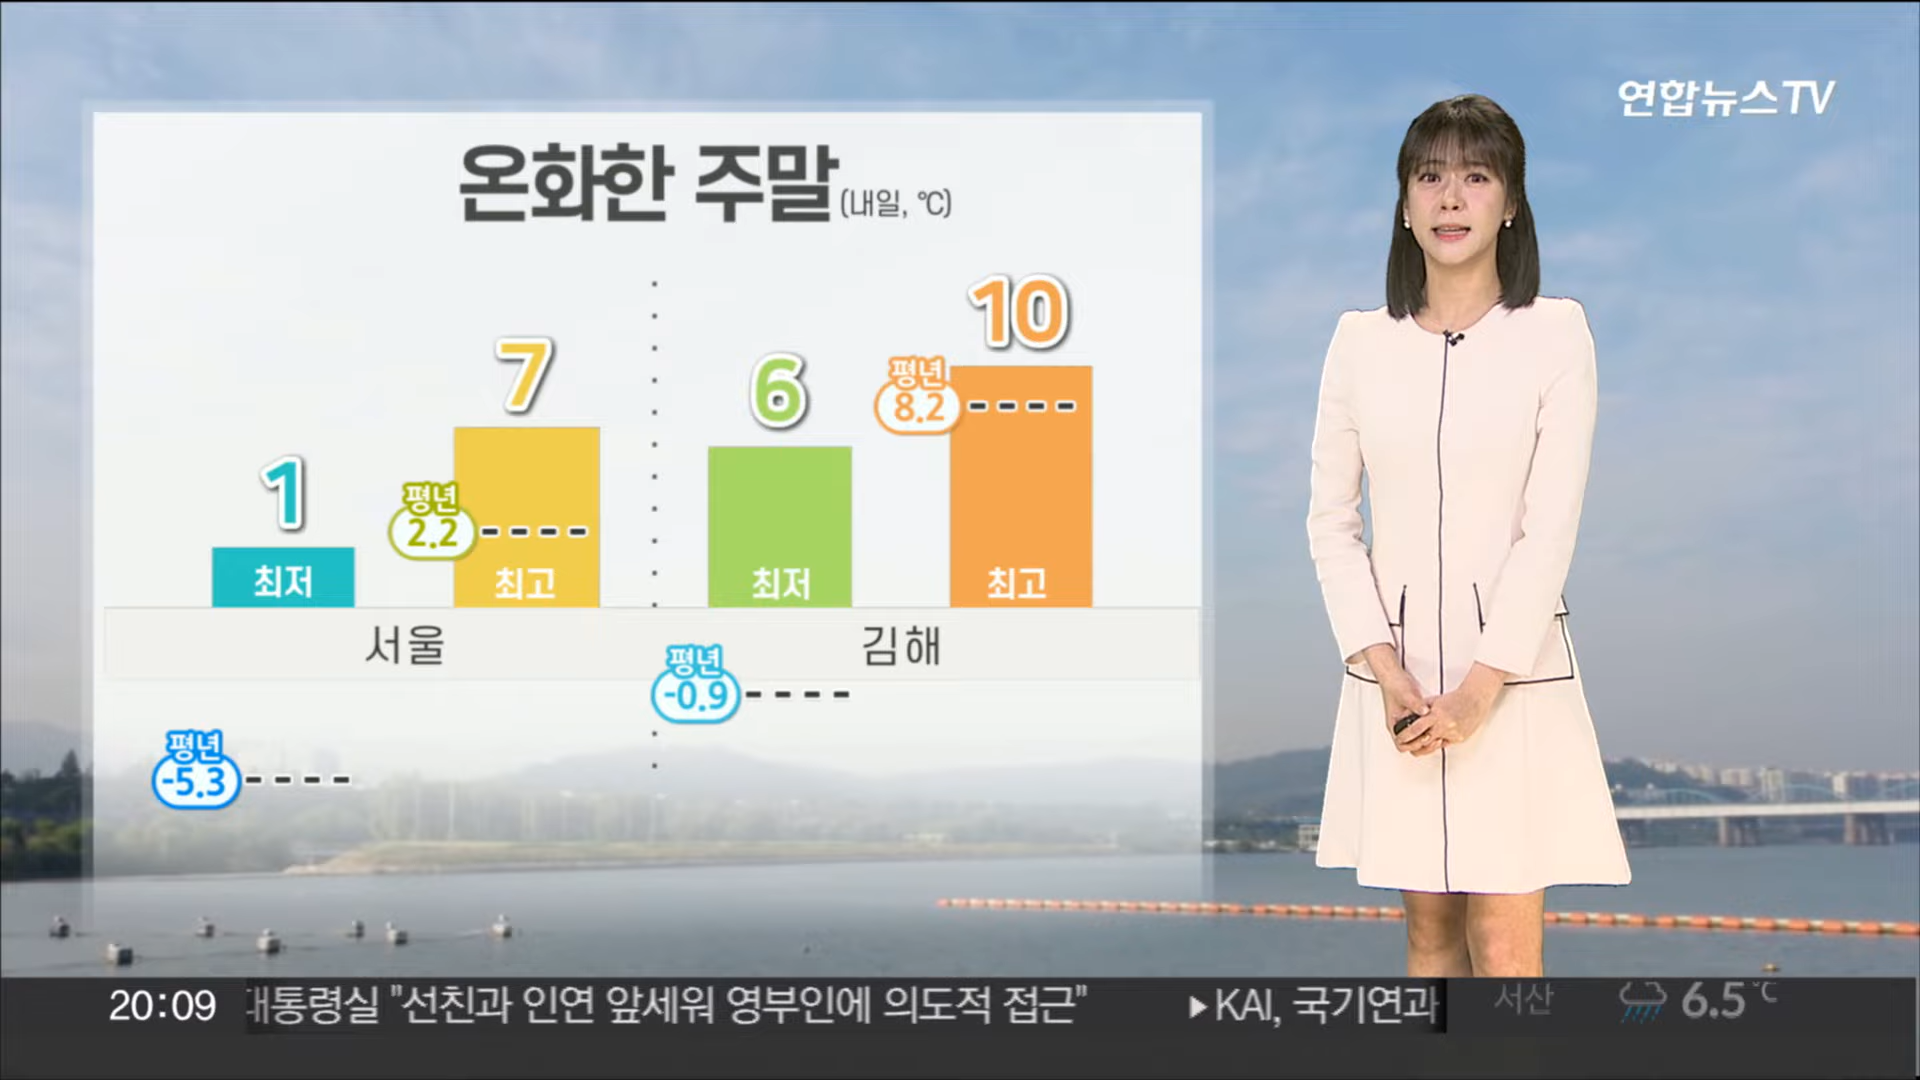 연합뉴스TV
온화한 주말(내일, ℃)
1
최저
평년
-5.3
7
최고
평년
2.2
서울
6
최저
평년
-0.9
10
최고
평년
8.2
김해
20:09 대통령실 "선친과 인연 앞세워 영부인에 의도적 접근" ▶KAI, 국기연과 서산 6.5℃